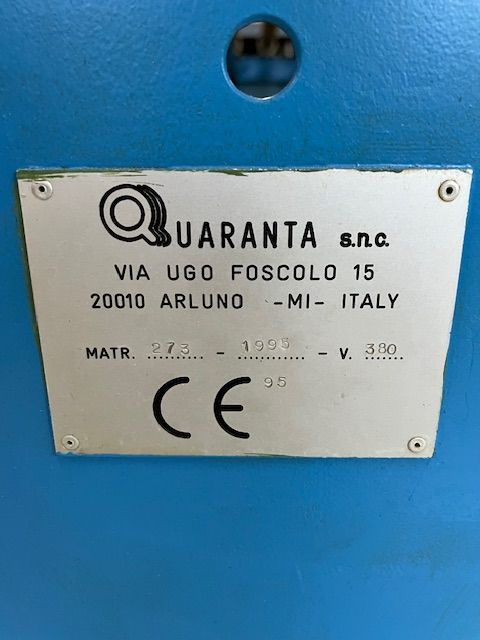 QUARANTA s.n.c.
VIA UGO FOSCOLO 15
20010 ARLUNO -MI- ITALY
MATR. 273 - 1995 - V. 380
CE 95